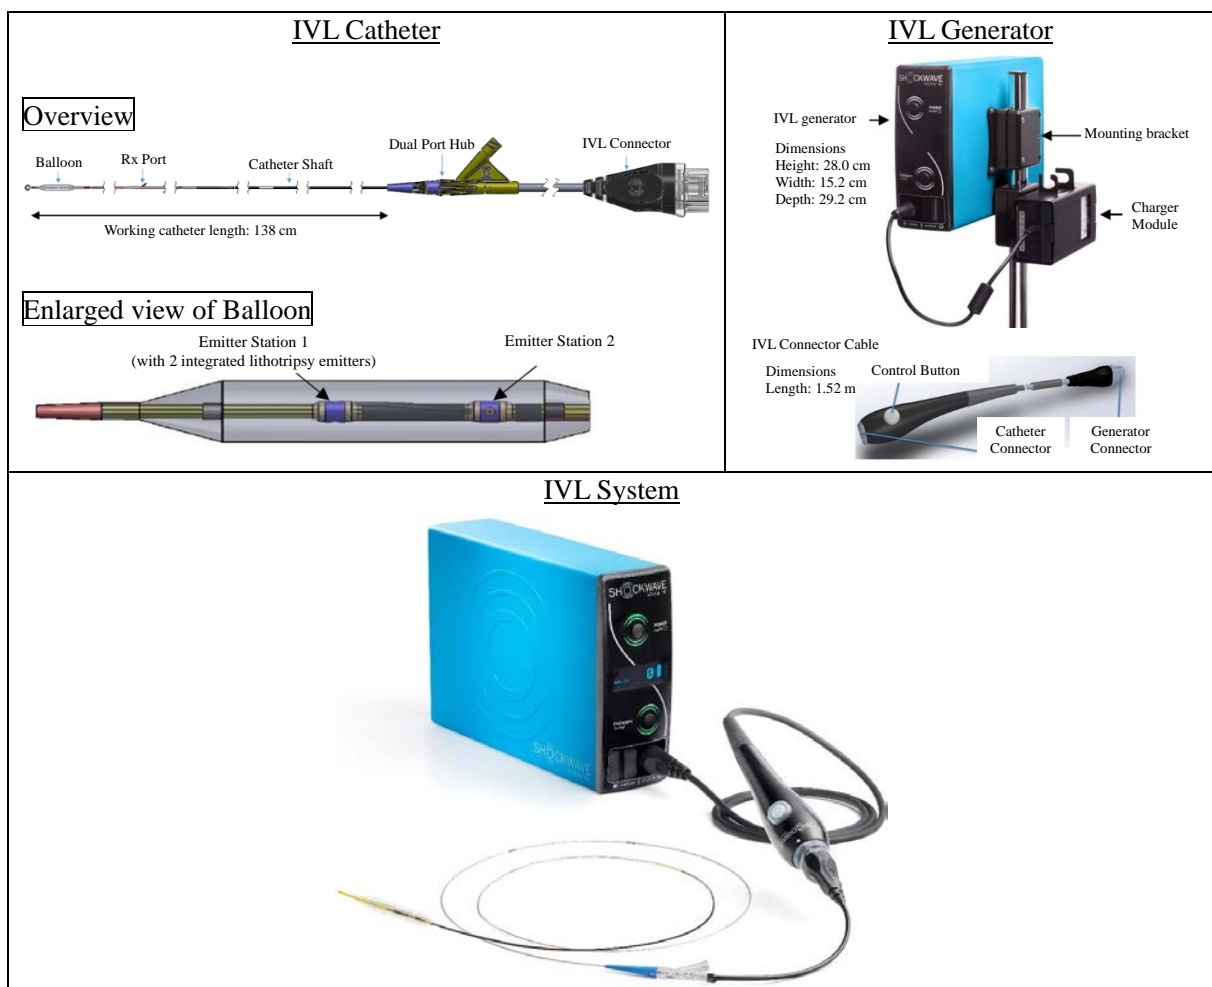 IVL Catheter
Overview
Balloon
Rx Port
Catheter Shaft
Dual Port Hub
IVL Connector
Working catheter length: 138 cm
Enlarged view of Balloon
Emitter Station 1
(with 2 integrated lithotripsy emitters)
Emitter Station 2
IVL Generator
SHOCKWAVE
IVL generator
Dimensions
Height: 28.0 cm
Width: 15.2 cm
Depth: 29.2 cm
Mounting bracket
Charger
Module
IVL Connector Cable
Dimensions
Length: 1.52 m
Control Button
Catheter
Connector
Generator
Connector
IVL System
SHOCKWAVE
SHOCKWAVE